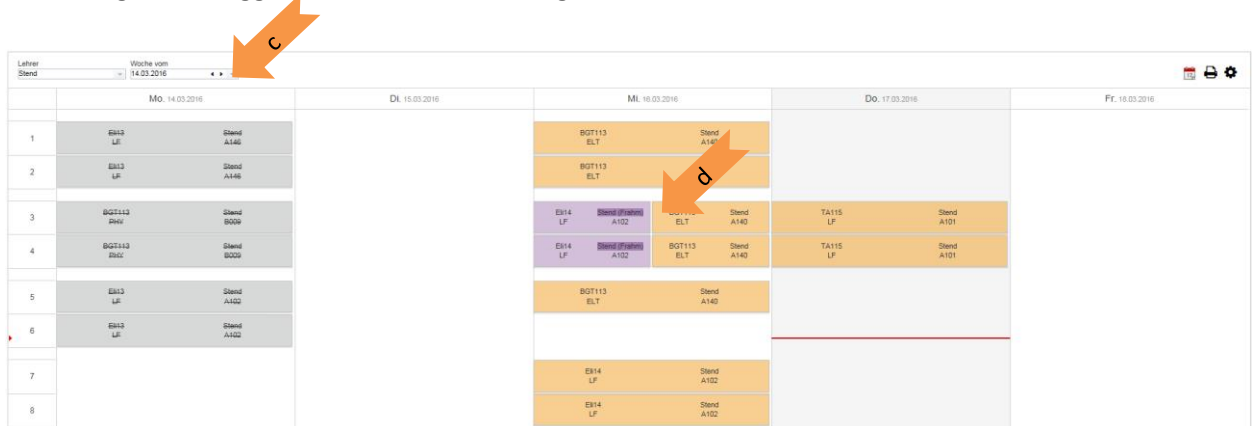 c
Lehrer Woche vom
Stend 14.03.2016
Mo. 14.03.2016 Di. 15.03.2016 Mi. 16.03.2016 Do. 17.03.2016 Fr. 18.03.2016
1 Eli13 Stend BGT113 Stend
LF A146 ELT A140
2 Eli13 Stend BGT113
LF A146 ELT
d
3 BGT113 Stend Eli14 Stend (Frahm) BGT113 Stend TA115 Stend
PHY B009 LF A102 ELT A140 LF A101
4 BGT113 Stend Eli14 Stend (Frahm) BGT113 Stend TA115 Stend
PHY B009 LF A102 ELT A140 LF A101
5 Eli13 Stend BGT113 Stend
LF A102 ELT A140
6 Eli13 Stend
LF A102
7 Eli14 Stend
LF A102
8 Eli14 Stend
LF A102